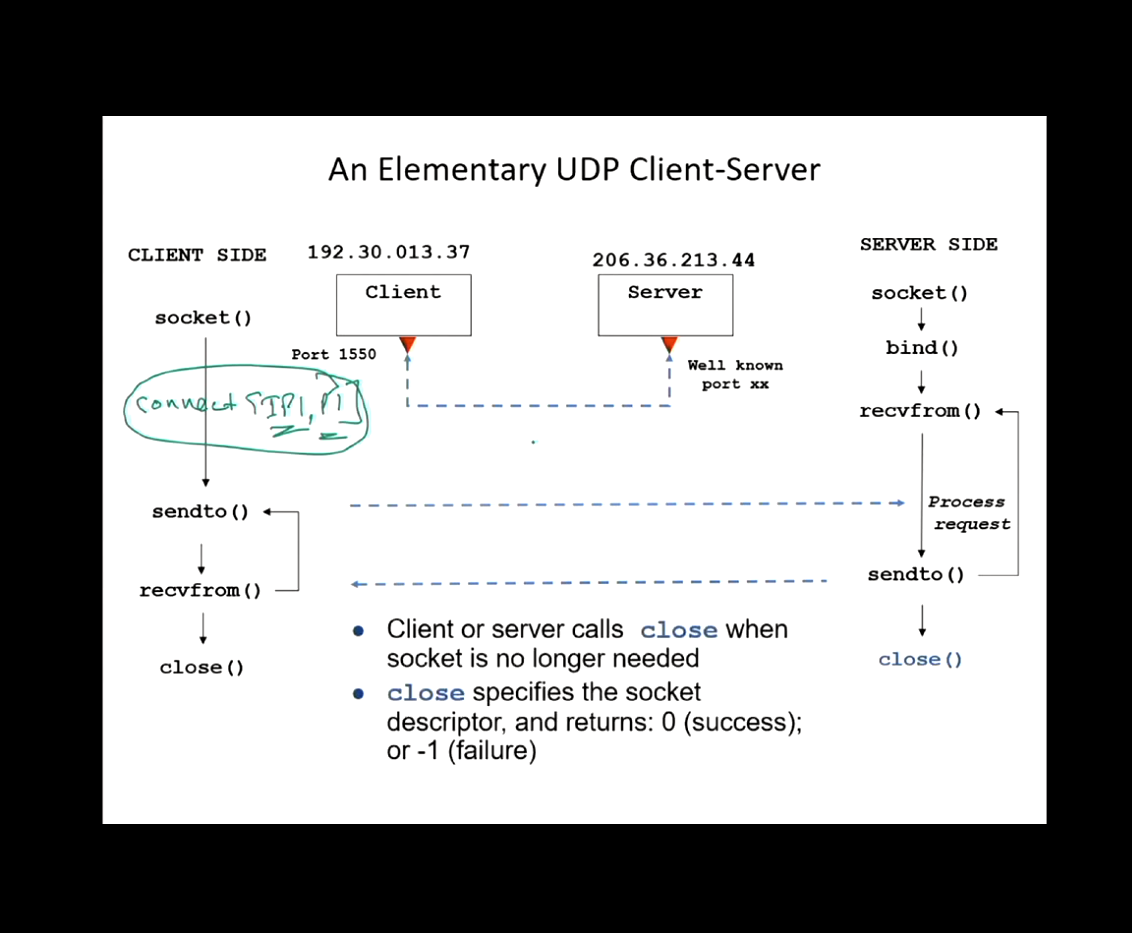 An Elementary UDP Client-Server
CLIENT SIDE
socket()
connect {IP1, P1}
sendto()
recvfrom()
close()
192.30.013.37
Client
Port 1550
206.36.213.44
Server
Well known
port xx
SERVER SIDE
socket()
bind()
recvfrom()
Process
request
sendto()
close()
● Client or server calls close when
socket is no longer needed
● close specifies the socket
descriptor, and returns: 0 (success);
or -1 (failure)